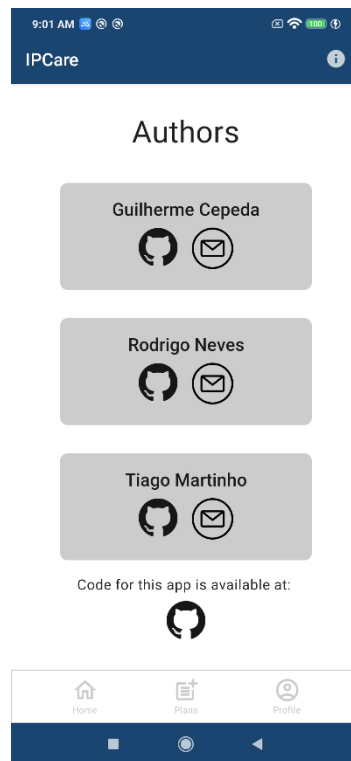 9:01 AM
100
IPCare
Authors
Guilherme Cepeda
Rodrigo Neves
Tiago Martinho
Code for this app is available at:
Home
Plans
Profile